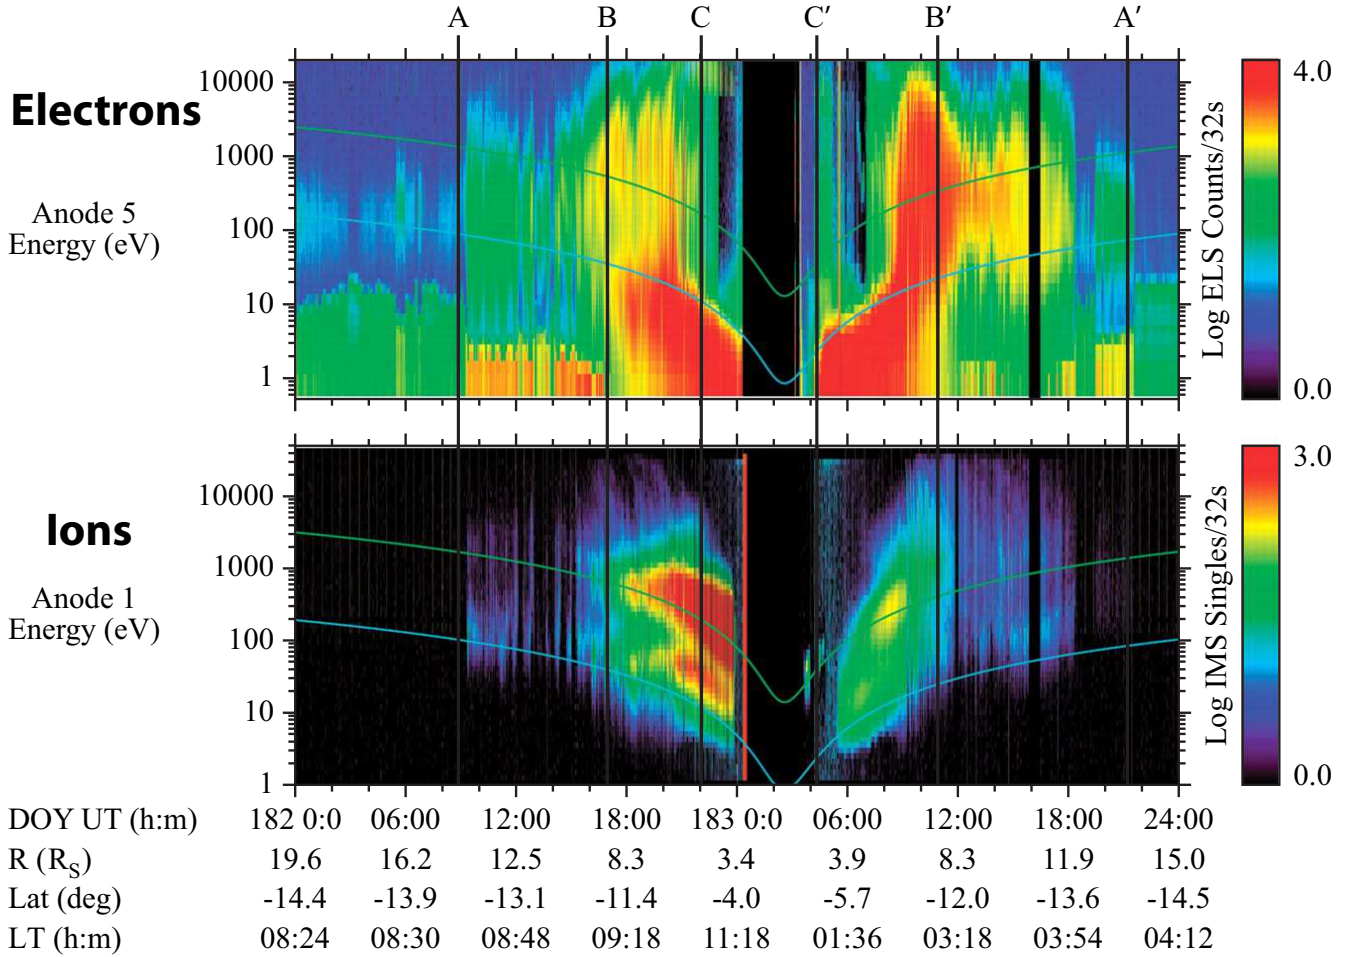 A B C C′ B′ A′
Electrons
Anode 5
Energy (eV)
10000
1000
100
10
1
Log ELS Counts/32s
4.0
0.0
Ions
Anode 1
Energy (eV)
10000
1000
100
10
1
Log IMS Singles/32s
3.0
0.0
DOY UT (h:m) 182 0:0 06:00 12:00 18:00 183 0:0 06:00 12:00 18:00 24:00
R (RS) 19.6 16.2 12.5 8.3 3.4 3.9 8.3 11.9 15.0
Lat (deg) -14.4 -13.9 -13.1 -11.4 -4.0 -5.7 -12.0 -13.6 -14.5
LT (h:m) 08:24 08:30 08:48 09:18 11:18 01:36 03:18 03:54 04:12